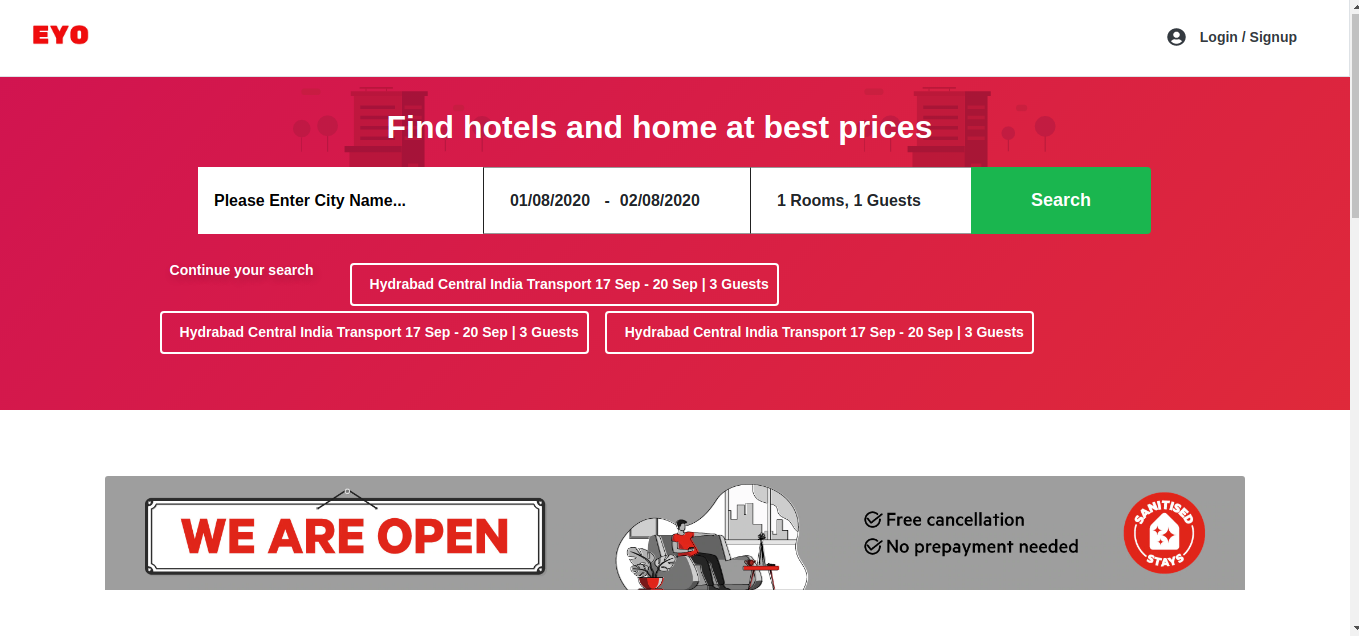 EYO
Login / Signup
Find hotels and home at best prices
Please Enter City Name...
01/08/2020 - 02/08/2020
1 Rooms, 1 Guests
Search
Continue your search
Hydrabad Central India Transport 17 Sep - 20 Sep | 3 Guests
Hydrabad Central India Transport 17 Sep - 20 Sep | 3 Guests
Hydrabad Central India Transport 17 Sep - 20 Sep | 3 Guests
WE ARE OPEN
Free cancellation
No prepayment needed
SANITISED
STAYS